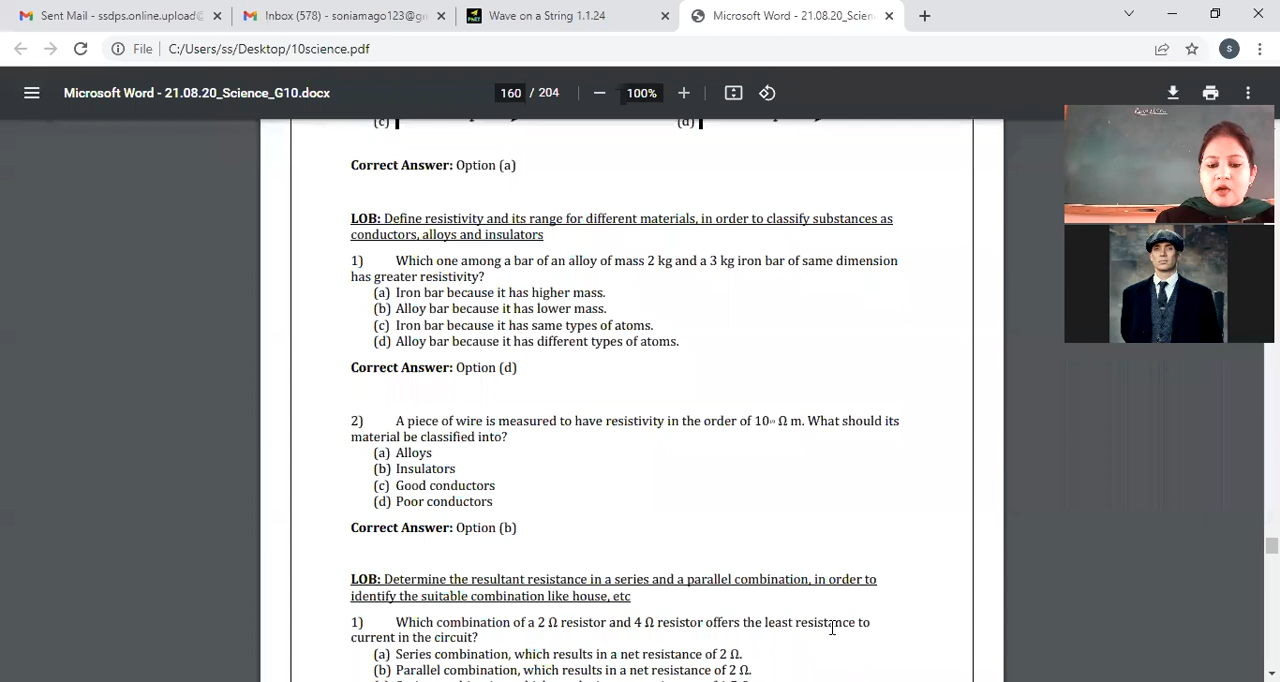 Sent Mail - ssdps.online.upload@
Inbox (578) - soniamago123@gm
Wave on a String 1.1.24
Microsoft Word - 21.08.20_Scien
File
C:/Users/ss/Desktop/10science.pdf
S
Microsoft Word - 21.08.20_Science_G10.docx
160 / 204
100%
(c)
(d)
Correct Answer: Option (a)
LOB: Define resistivity and its range for different materials, in order to classify substances as
conductors, alloys and insulators
1) Which one among a bar of an alloy of mass 2 kg and a 3 kg iron bar of same dimension
has greater resistivity?
(a) Iron bar because it has higher mass.
(b) Alloy bar because it has lower mass.
(c) Iron bar because it has same types of atoms.
(d) Alloy bar because it has different types of atoms.
Correct Answer: Option (d)
2) A piece of wire is measured to have resistivity in the order of 10 Ω m. What should its
material be classified into?
(a) Alloys
(b) Insulators
(c) Good conductors
(d) Poor conductors
Correct Answer: Option (b)
LOB: Determine the resultant resistance in a series and a parallel combination, in order to
identify the suitable combination like house, etc
1) Which combination of a 2 Ω resistor and 4 Ω resistor offers the least resistance to
current in the circuit?
(a) Series combination, which results in a net resistance of 2 Ω.
(b) Parallel combination, which results in a net resistance of 2 Ω.